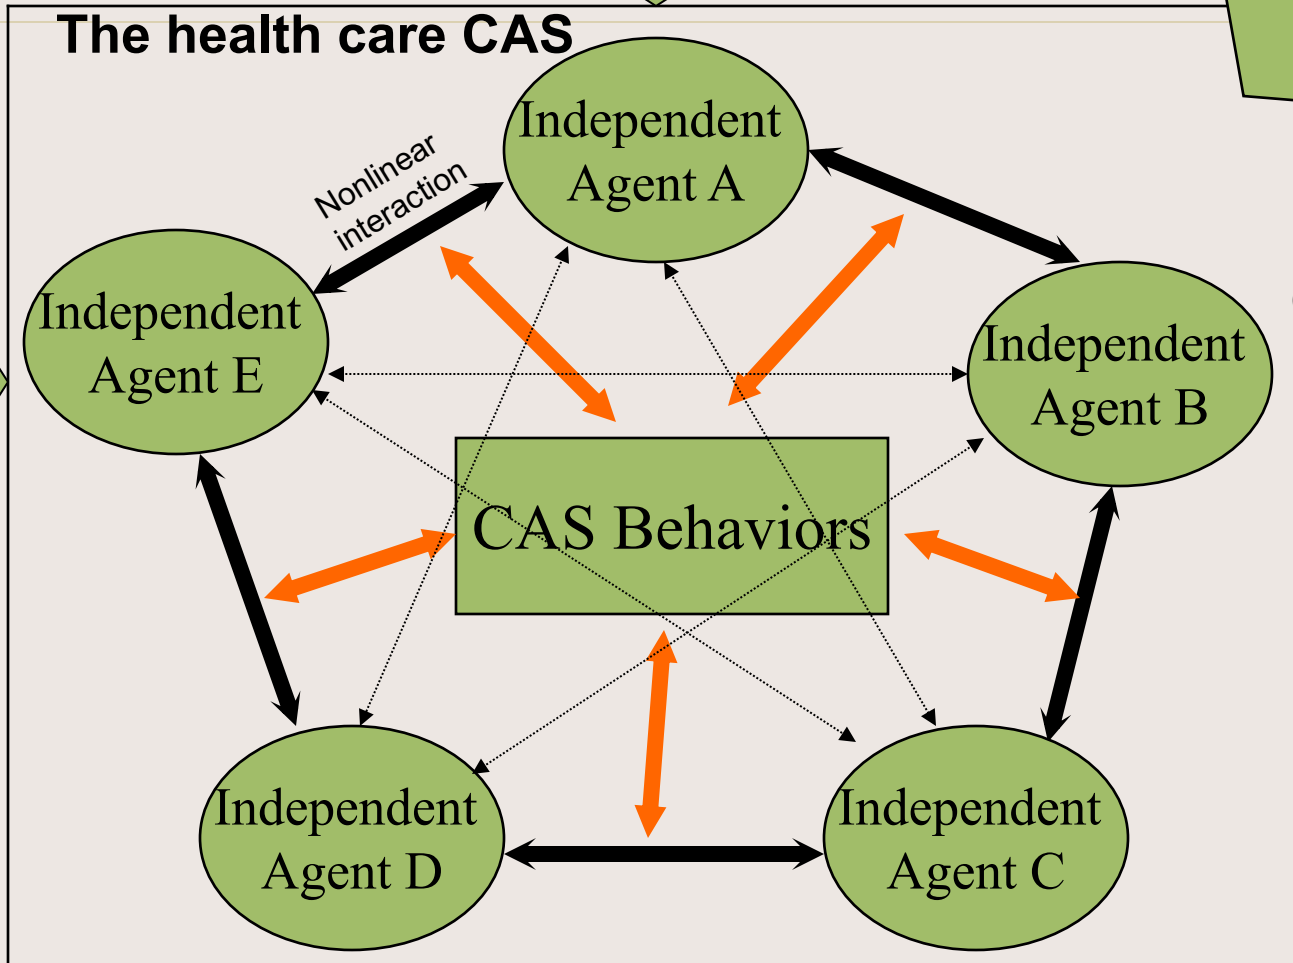 The health care CAS
Independent
Agent A
Nonlinear
interaction
Independent
Agent E
Independent
Agent B
CAS Behaviors
Independent
Agent D
Independent
Agent C